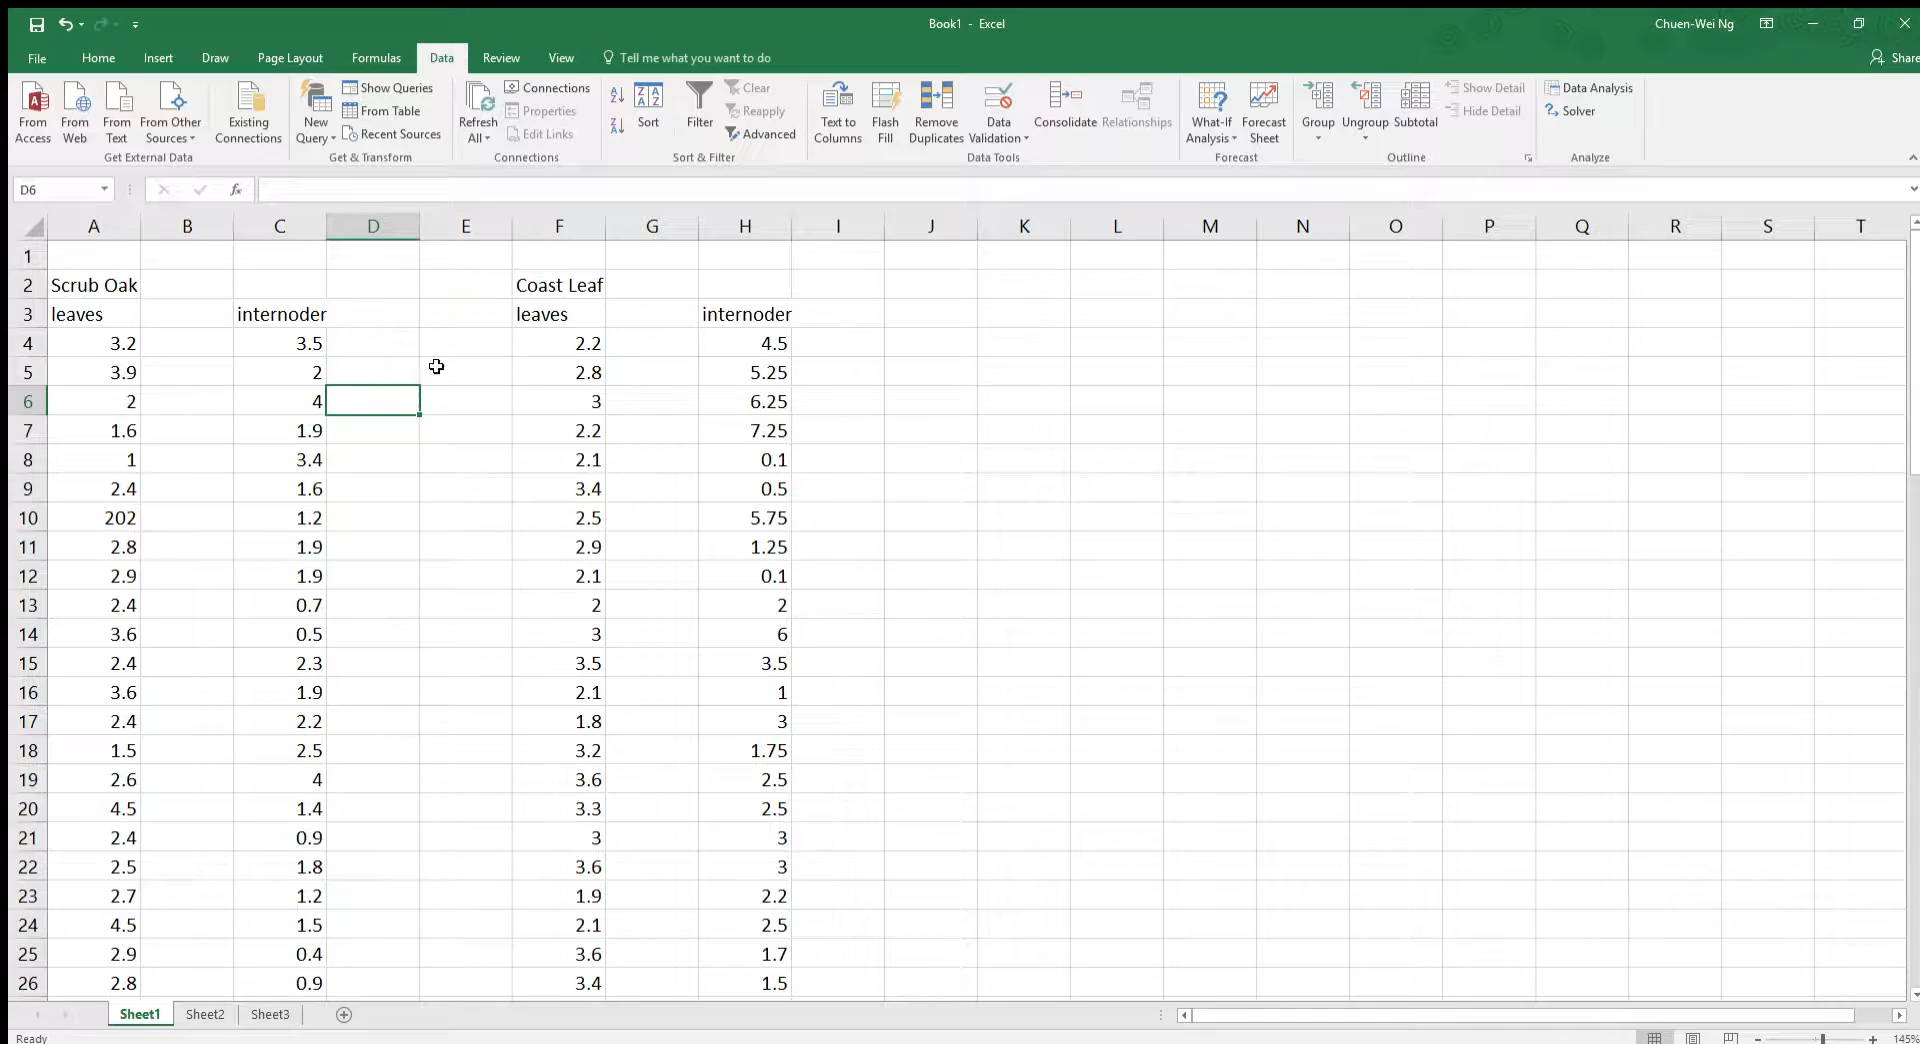 Book1 - Excel
Chuen-Wei Ng
File Home Insert Draw Page Layout Formulas Data Review View Tell me what you want to do Share
From Access
From Web
From Text
From Other Sources
Existing Connections
New Query
Show Queries
From Table
Recent Sources
Refresh All
Connections
Properties
Edit Links
Sort
Filter
Clear
Reapply
Advanced
Text to Columns
Flash Fill
Remove Duplicates
Data Validation
Consolidate
Relationships
What-If Analysis
Forecast Sheet
Group
Ungroup
Subtotal
Show Detail
Hide Detail
Data Analysis
Solver
Get External Data Get & Transform Connections Sort & Filter Data Tools Forecast Outline Analyze
D6 fx
A B C D E F G H I J K L M N O P Q R S T
1
2 Scrub Oak Coast Leaf
3 leaves internoder leaves internoder
4 3.2 3.5 2.2 4.5
5 3.9 2 2.8 5.25
6 2 4 3 6.25
7 1.6 1.9 2.2 7.25
8 1 3.4 2.1 0.1
9 2.4 1.6 3.4 0.5
10 202 1.2 2.5 5.75
11 2.8 1.9 2.9 1.25
12 2.9 1.9 2.1 0.1
13 2.4 0.7 2 2
14 3.6 0.5 3 6
15 2.4 2.3 3.5 3.5
16 3.6 1.9 2.1 1
17 2.4 2.2 1.8 3
18 1.5 2.5 3.2 1.75
19 2.6 4 3.6 2.5
20 4.5 1.4 3.3 2.5
21 2.4 0.9 3 3
22 2.5 1.8 3.6 3
23 2.7 1.2 1.9 2.2
24 4.5 1.5 2.1 2.5
25 2.9 0.4 3.6 1.7
26 2.8 0.9 3.4 1.5
Sheet1 Sheet2 Sheet3
Ready 145%